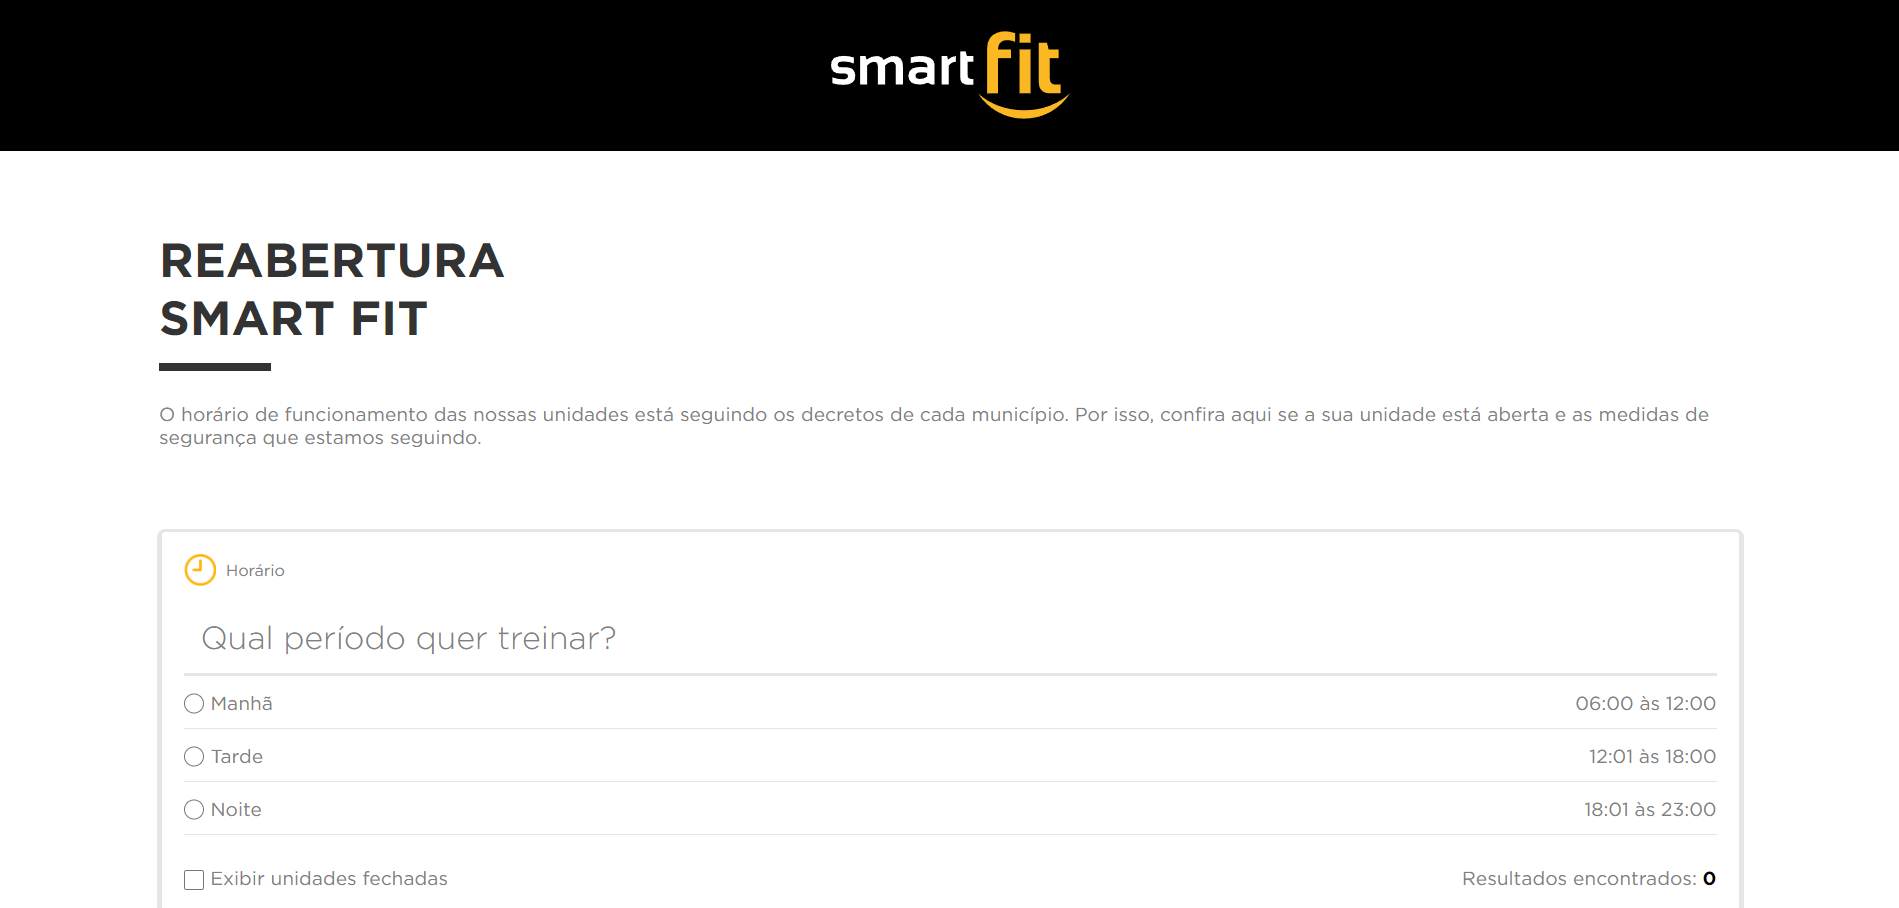 smart fit
REABERTURA
SMART FIT
O horário de funcionamento das nossas unidades está seguindo os decretos de cada município. Por isso, confira aqui se a sua unidade está aberta e as medidas de
segurança que estamos seguindo.
Horário
Qual período quer treinar?
Manhã 06:00 às 12:00
Tarde 12:01 às 18:00
Noite 18:01 às 23:00
Exibir unidades fechadas Resultados encontrados: 0